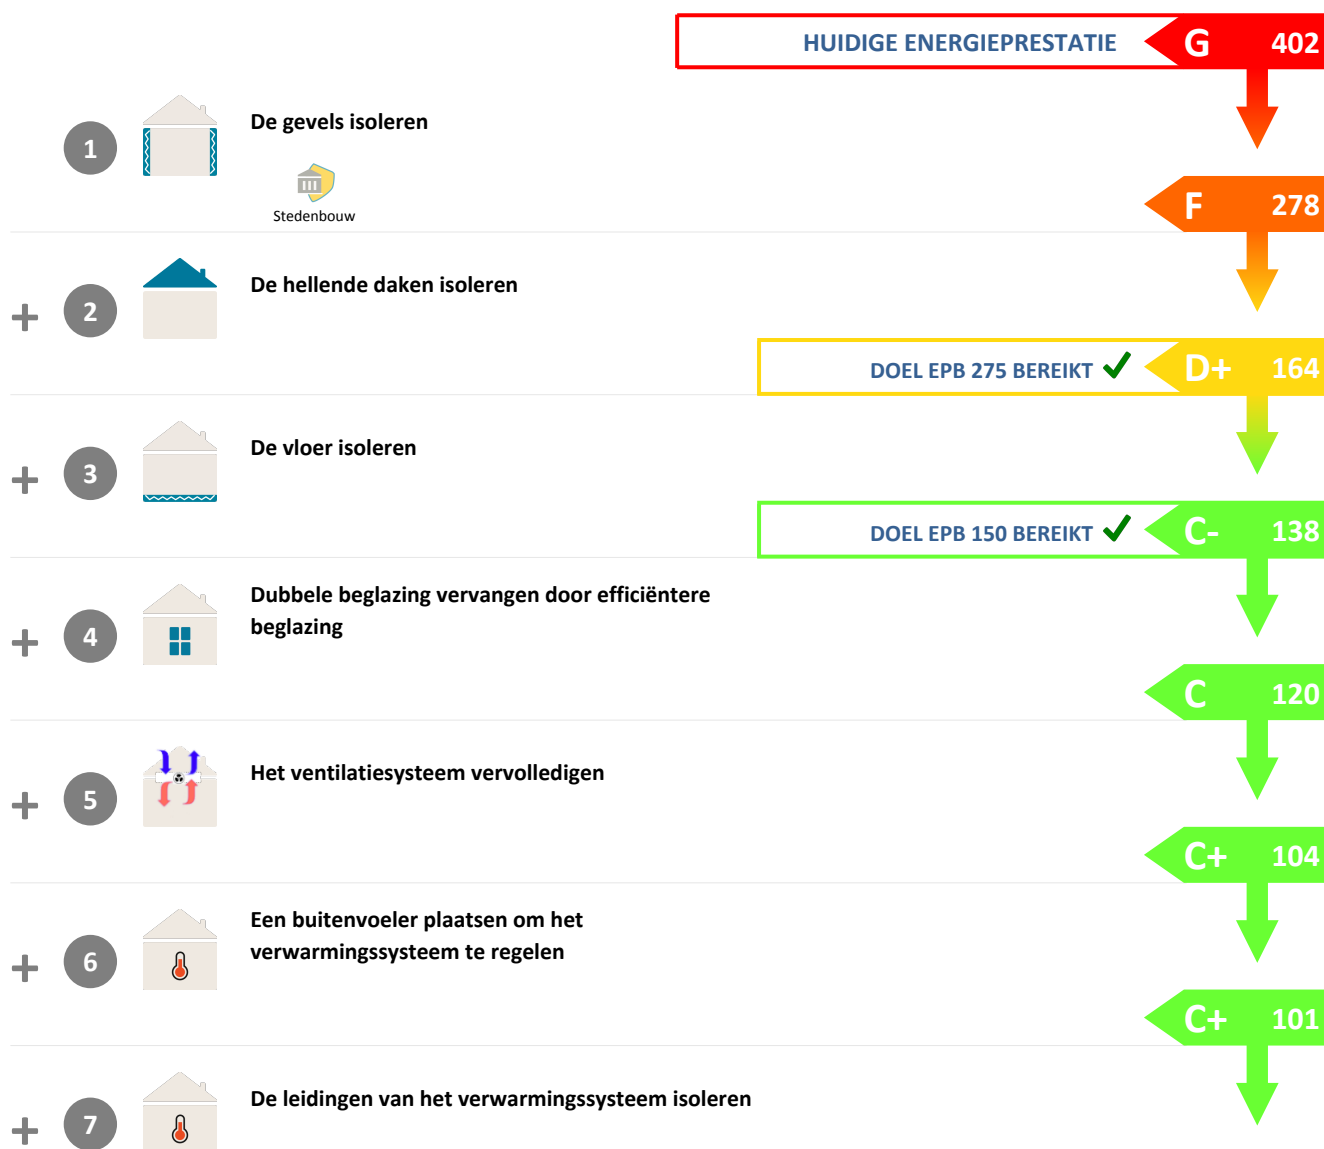 HUIDIGE ENERGIEPRESTATIE G 402
1 De gevels isoleren
Stedenbouw
F 278
+ 2 De hellende daken isoleren
DOEL EPB 275 BEREIKT D+ 164
+ 3 De vloer isoleren
DOEL EPB 150 BEREIKT C- 138
+ 4 Dubbele beglazing vervangen door efficiëntere
beglazing
C 120
+ 5 Het ventilatiesysteem vervolledigen
C+ 104
+ 6 Een buitenvoeler plaatsen om het
verwarmingssysteem te regelen
C+ 101
+ 7 De leidingen van het verwarmingssysteem isoleren